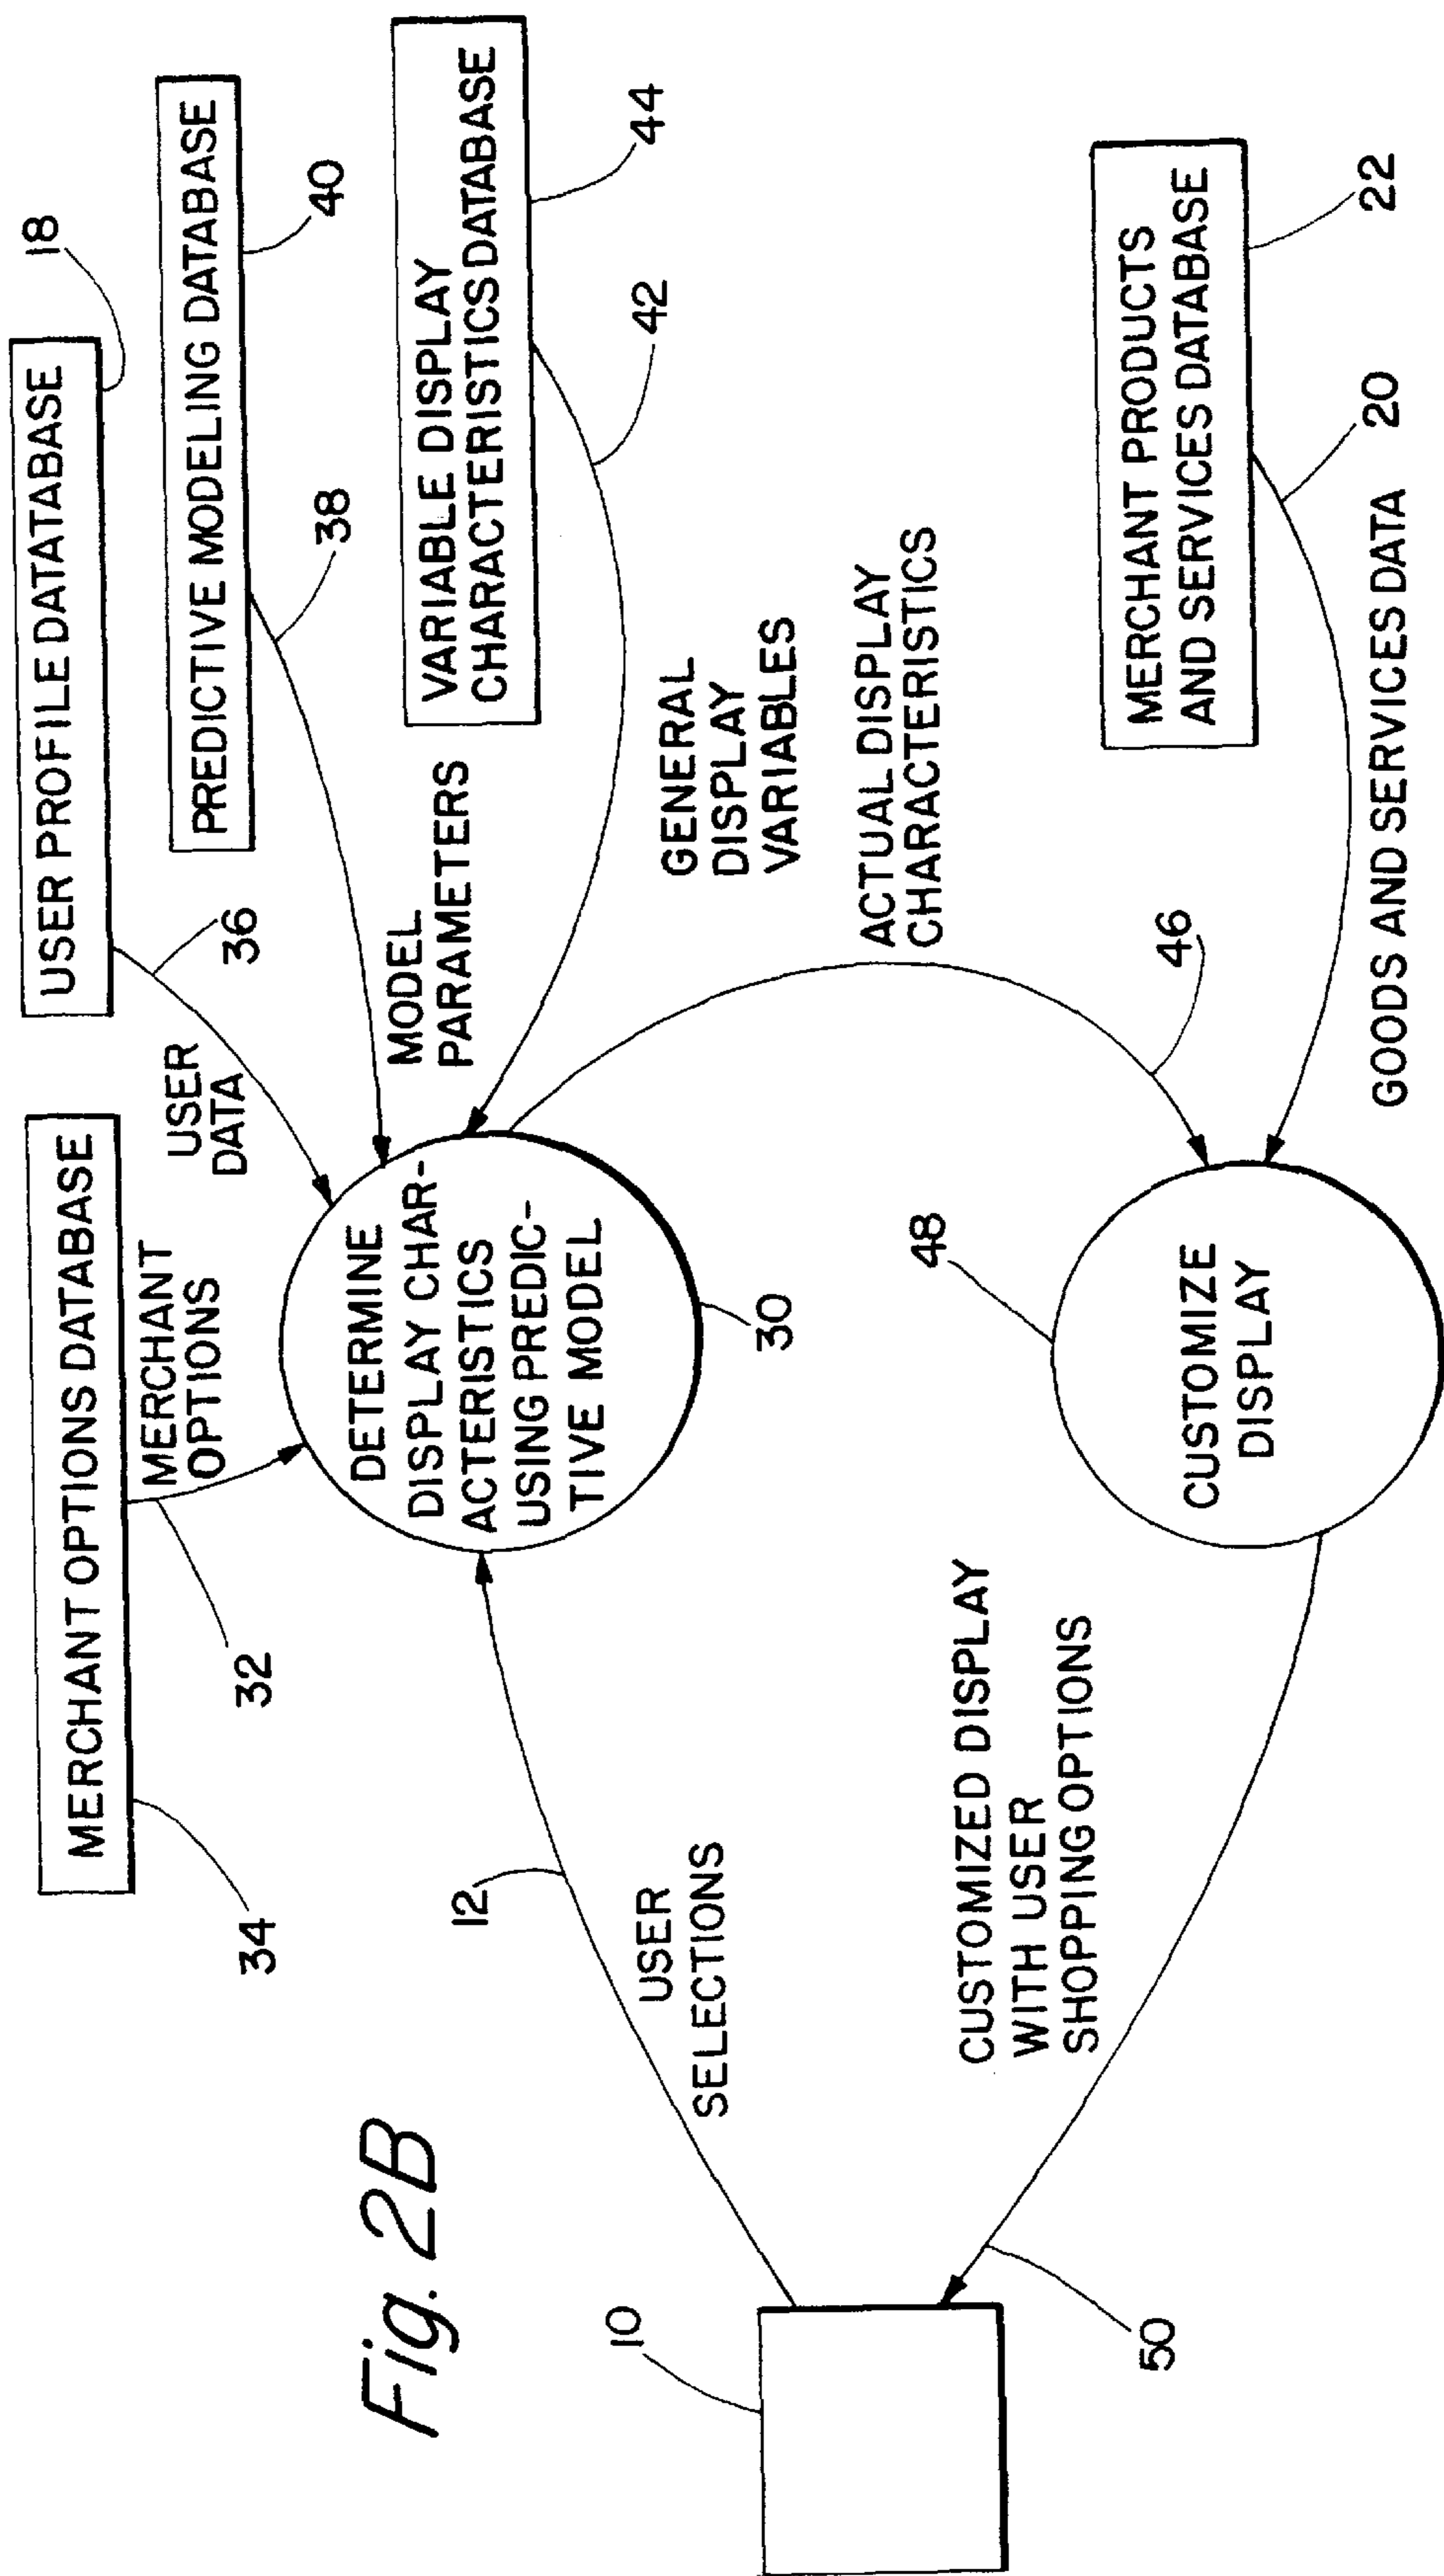 Fig. 2B
MERCHANT OPTIONS DATABASE
34
32
MERCHANT
OPTIONS
USER PROFILE DATATBASE
18
36
USER
DATA
PREDICTIVE MODELING DATABASE
40
38
MODEL
PARAMETERS
VARIABLE DISPLAY
CHARACTERISTICS DATABASE
44
42
GENERAL
DISPLAY
VARIABLES
DETERMINE
DISPLAY CHAR-
ACTERISTICS
USING PREDIC-
TIVE MODEL
30
12
USER
SELECTIONS
10
ACTUAL DISPLAY
CHARACTERISTICS
46
48
CUSTOMIZE
DISPLAY
MERCHANT PRODUCTS
AND SERVICES DATABASE
22
20
GOODS AND SERVICES DATA
CUSTOMIZED DISPLAY
WITH USER
SHOPPING OPTIONS
50